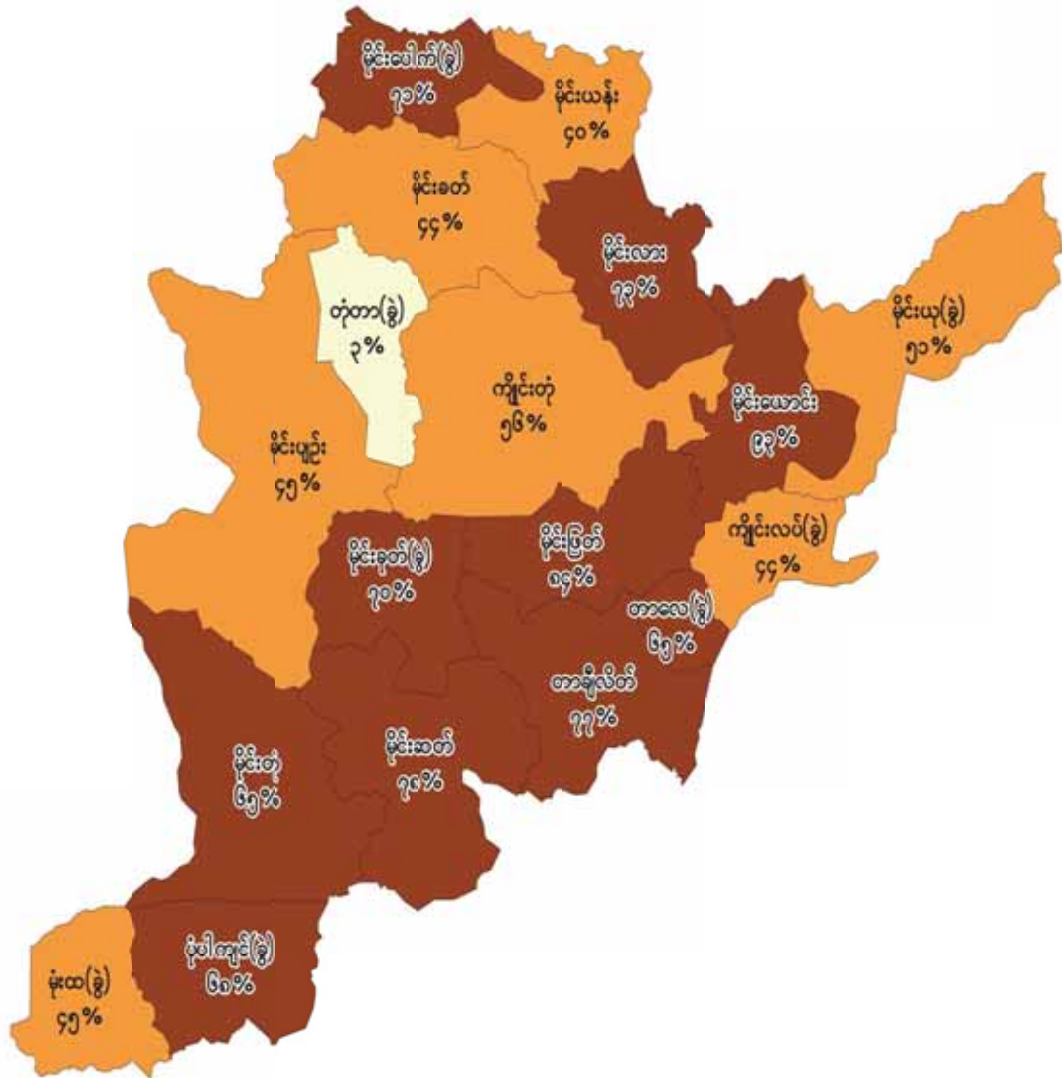 မိုင်းပေါက်(ခွဲ)
၇၁%
မိုင်းယန်း
၄၀%
မိုင်းခတ်
၄၄%
မိုင်းလား
၇၃%
တုံတာ(ခွဲ)
၃%
မိုင်းယု(ခွဲ)
၅၁%
ကျိုင်းတုံ
၅၆%
မိုင်းယောင်း
၉၃%
မိုင်းပျဉ်း
၄၅%
မိုင်းခုတ်(ခွဲ)
၇၀%
မိုင်းဖြတ်
၈၄%
ကျိုင်းလပ်(ခွဲ)
၄၄%
တာလေ(ခွဲ)
၆၅%
တာချီလိတ်
၇၇%
မိုင်းတုံ
၆၅%
မိုင်းဆတ်
၇၈%
ပုံပါကျင်(ခွဲ)
၆၈%
မုံးထ(ခွဲ)
၄၅%